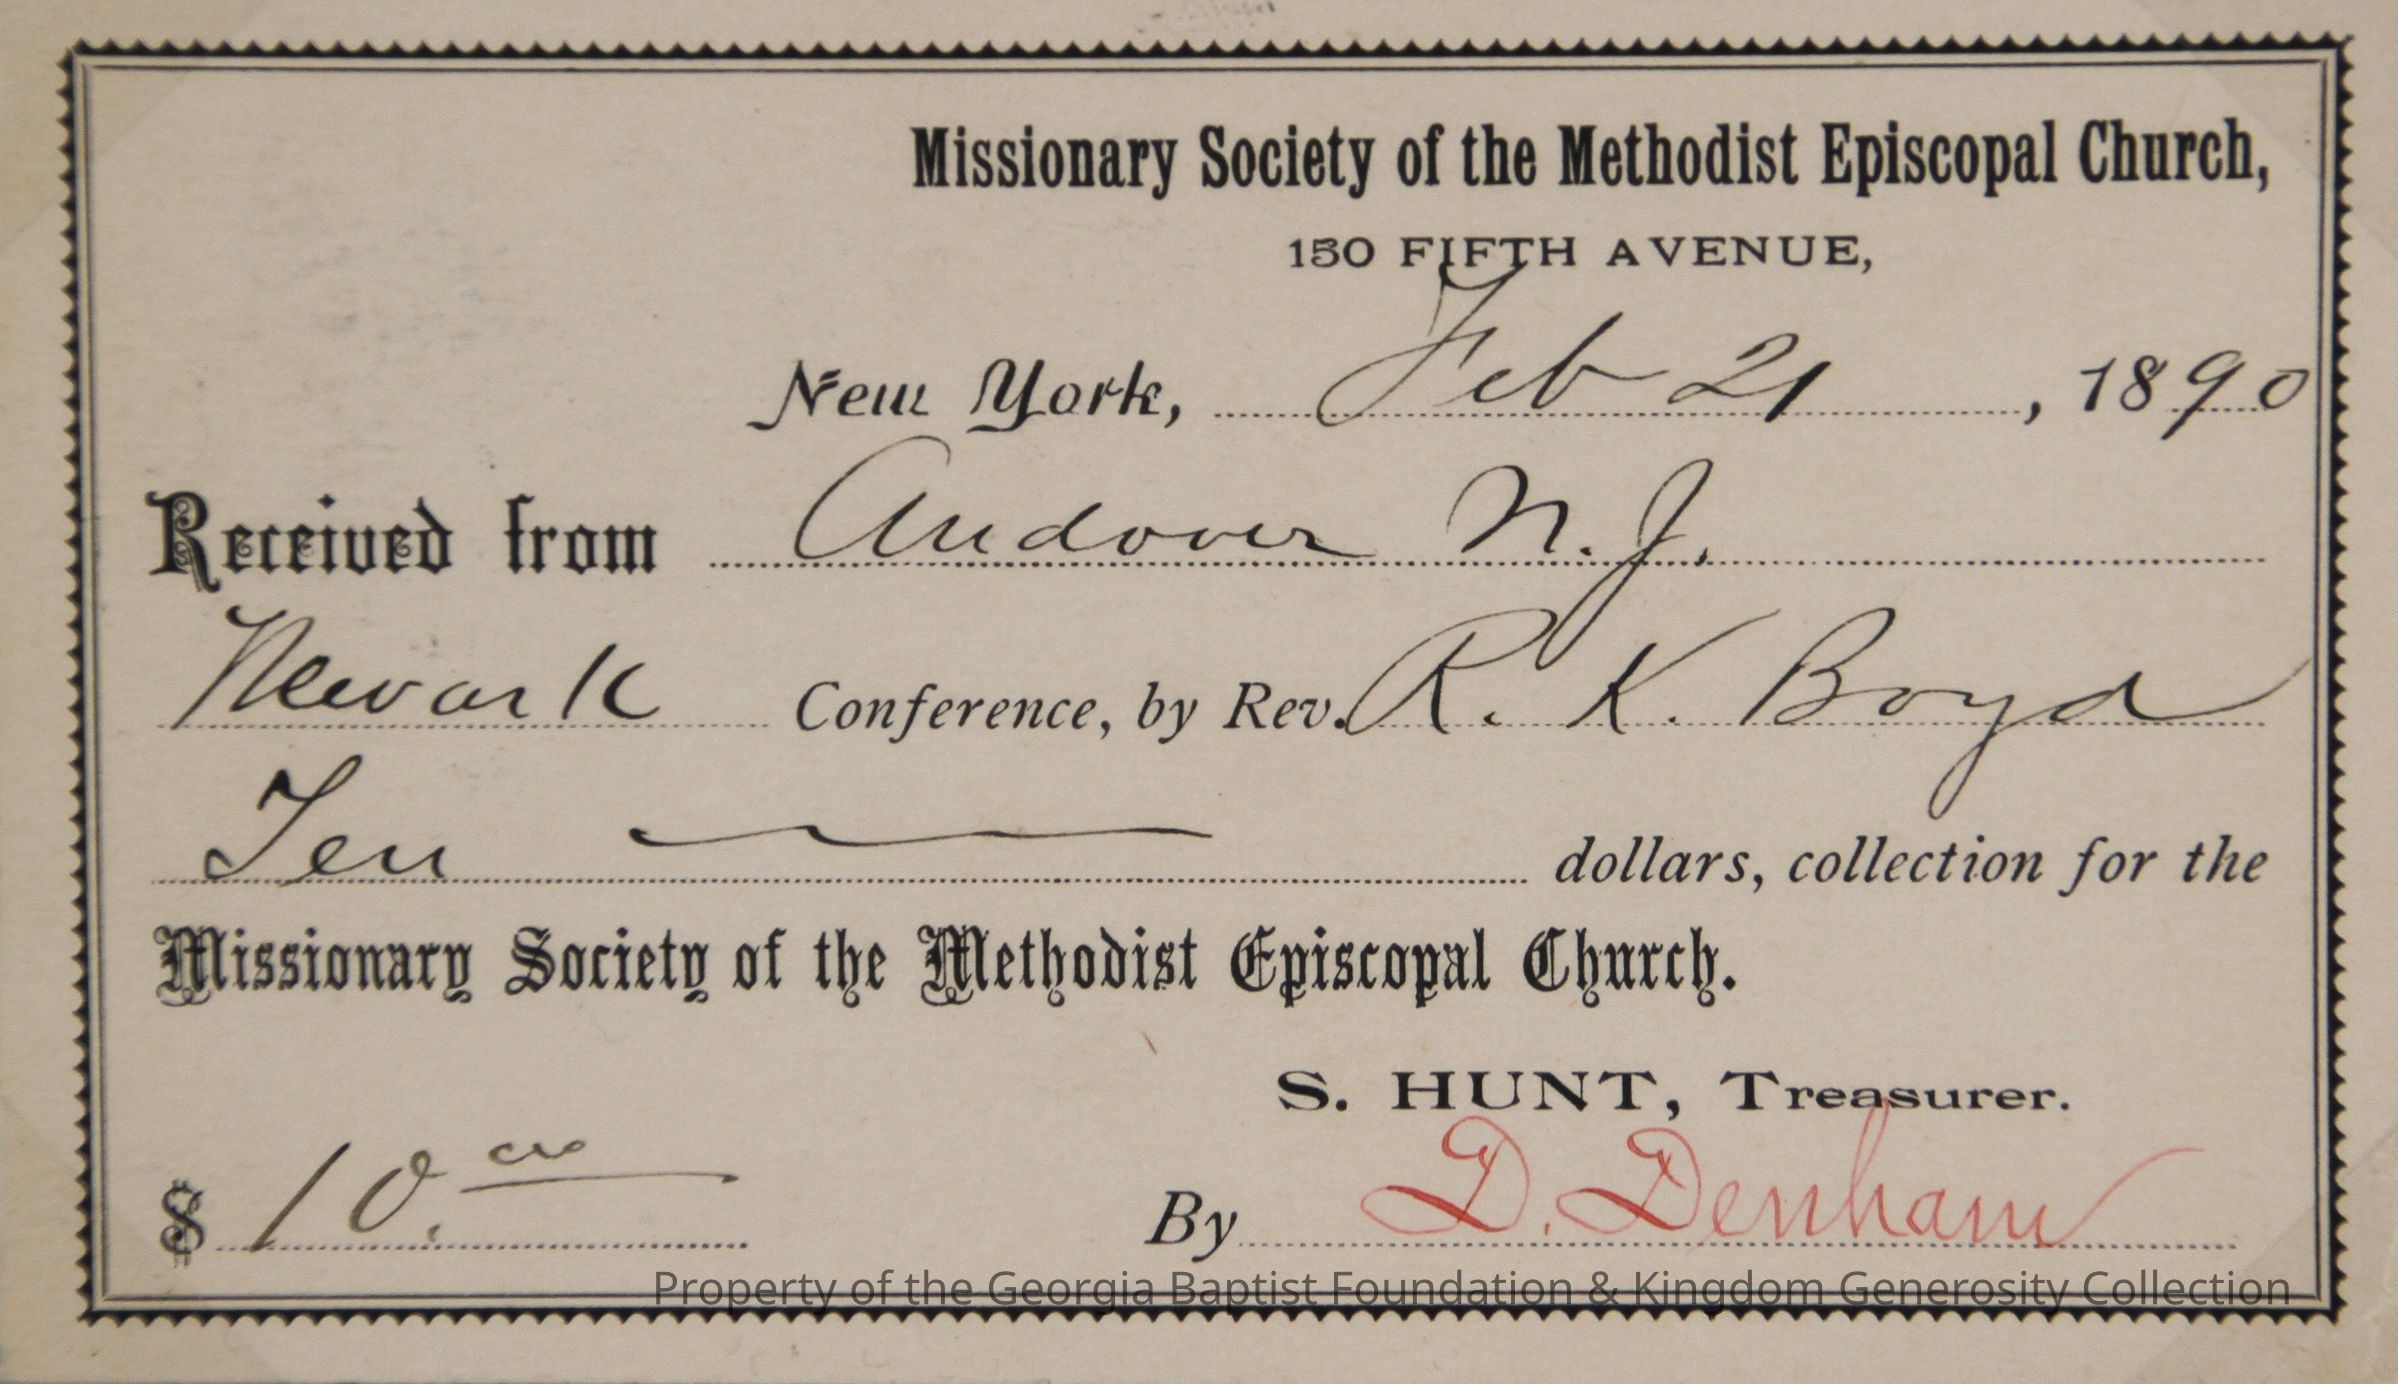 Missionary Society of the Methodist Episcopal Church,
150 FIFTH AVENUE,
New York, Feb 21, 1890
Received from Andover N.J.
Newark Conference, by Rev. R. K. Boyd
Ten dollars, collection for the
Missionary Society of the Methodist Episcopal Church.
S. HUNT, Treasurer.
$ 10.00 By D. Denham
Property of the Georgia Baptist Foundation & Kingdom Generosity Collection